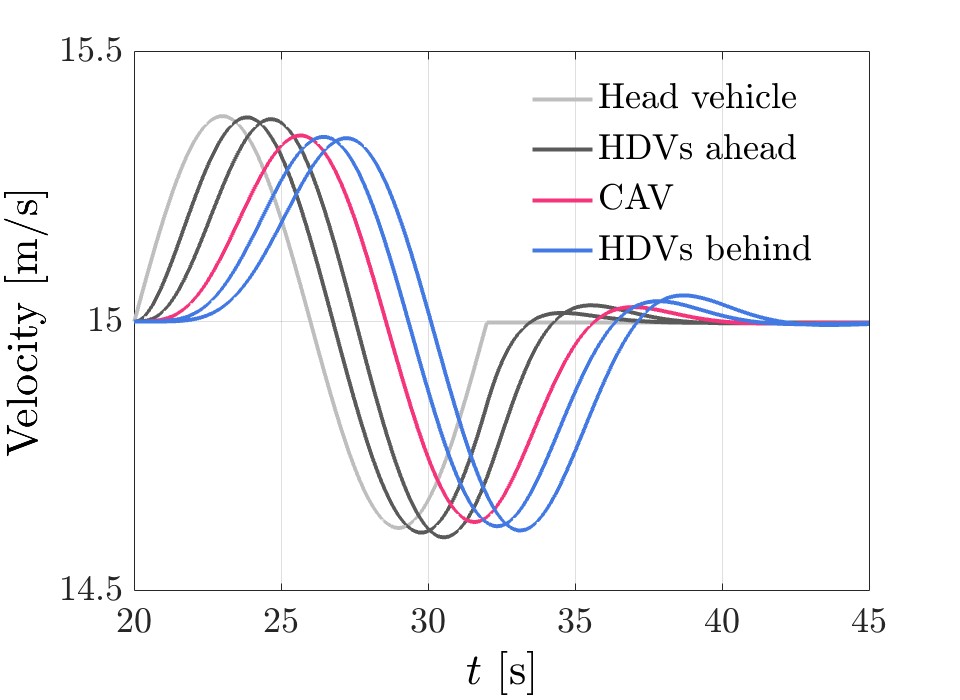 15.5
15
14.5
Velocity [m/s]
Head vehicle
HDVs ahead
CAV
HDVs behind
20 25 30 35 40 45
t [s]